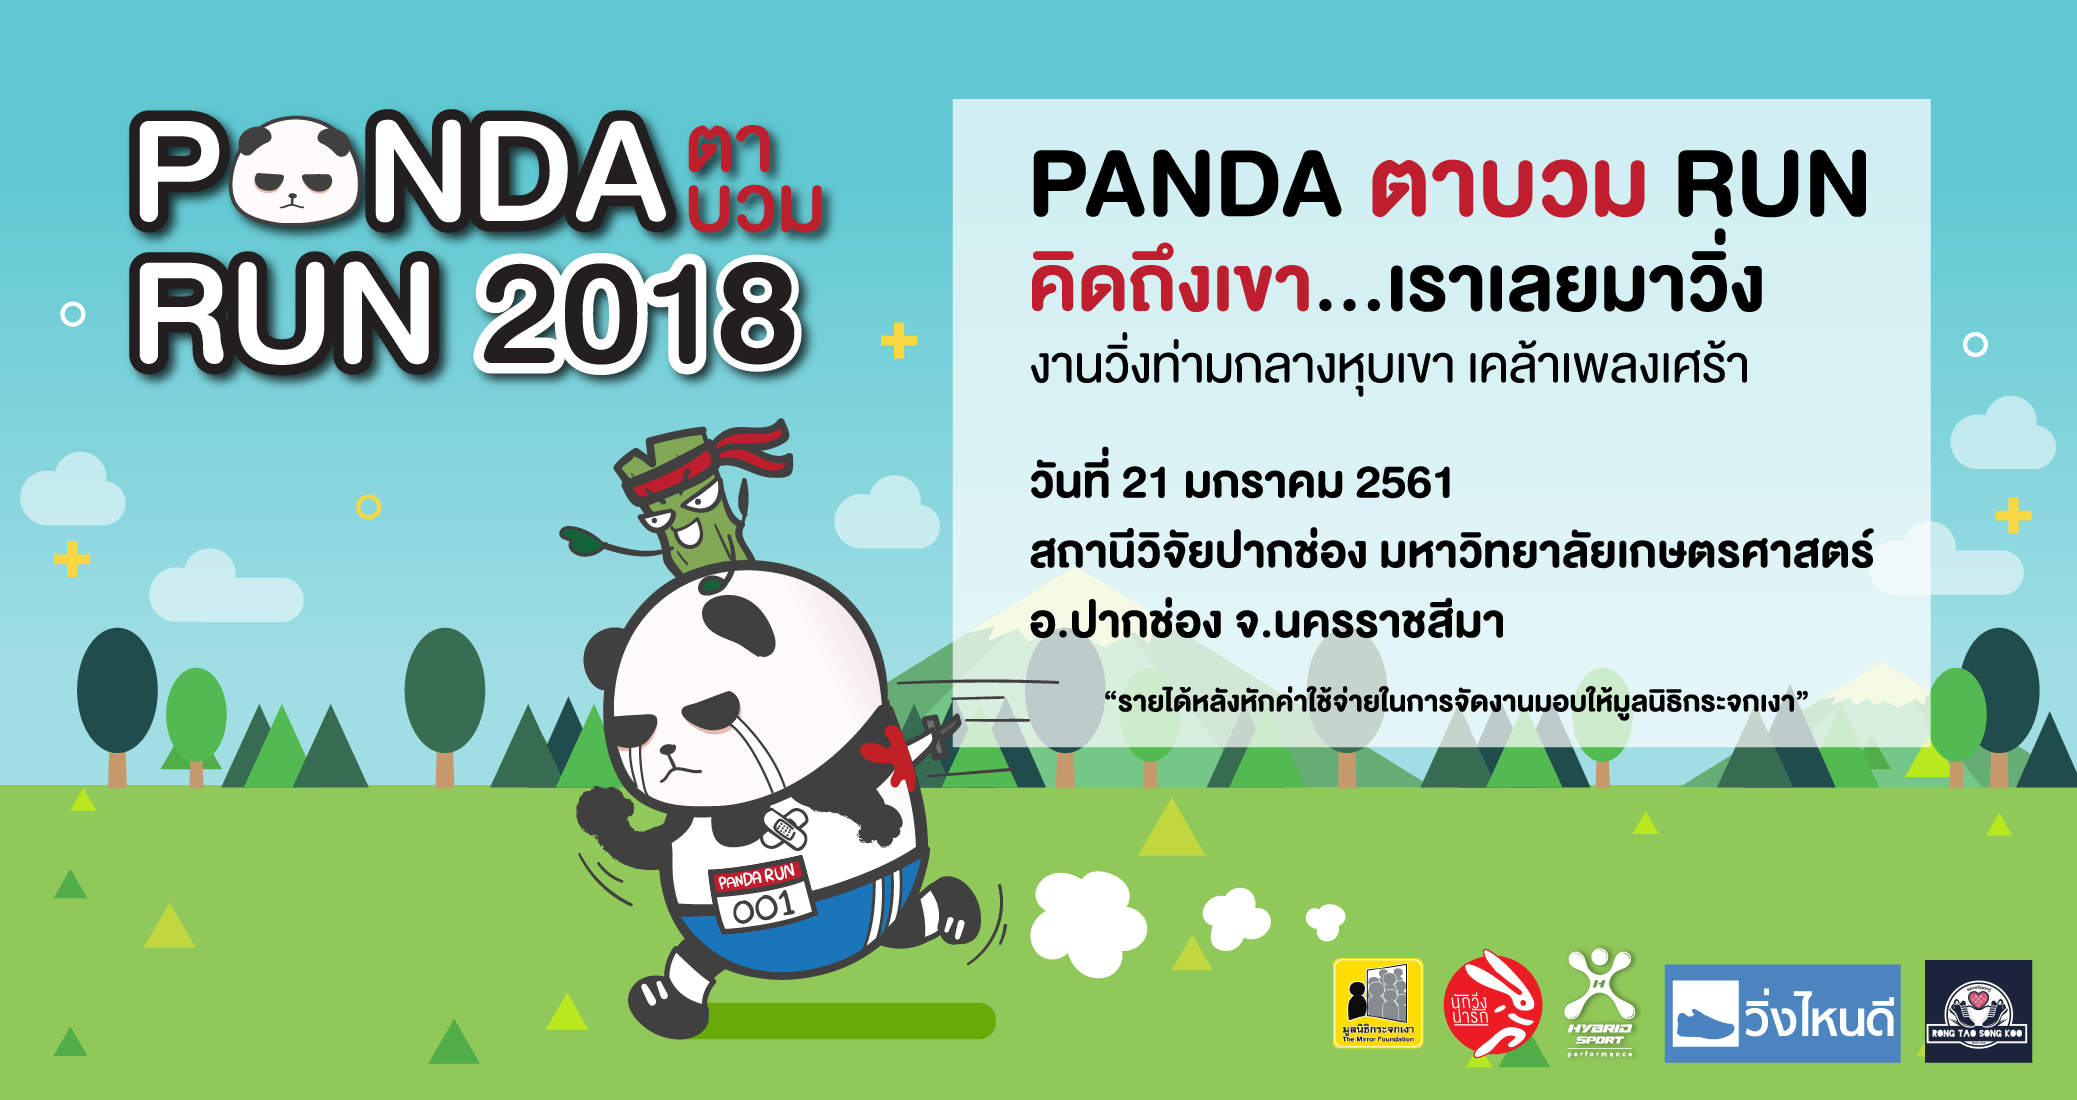 PANDA ตา
บวม
RUN 2018
PANDA ตาบวม RUN
คิดถึงเขา...เราเลยมาวิ่ง
งานวิ่งท่ามกลางหุบเขา เคล้าเพลงเศร้า
วันที่ 21 มกราคม 2561
สถานีวิจัยปากช่อง มหาวิทยาลัยเกษตรศาสตร์
อ.ปากช่อง จ.นครราชสีมา
“รายได้หลังหักค่าใช้จ่ายในการจัดงานมอบให้มูลนิธิกระจกเงา”
PANDA RUN
001
มูลนิธิกระจกเงา
The Mirror Foundation
นักวิ่ง
น่ารัก
HYBRID
SPORT
performance
วิ่งไหนดี
RONG TAO SONG KOO